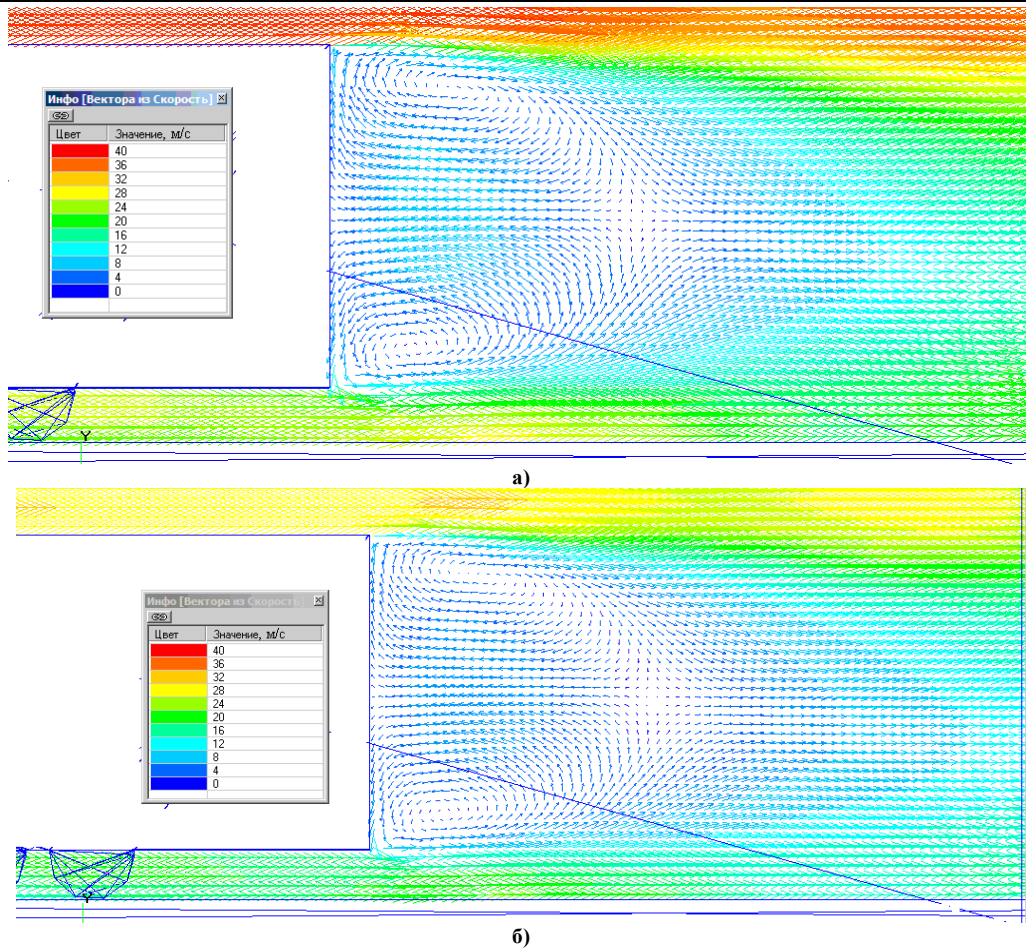 Инфо [Вектора из Скорость]
Цвет Значение, м/с
40
36
32
28
24
20
16
12
8
4
0
Y
а)
Инфо [Вектора из Скорость]
Цвет Значение, м/с
40
36
32
28
24
20
16
12
8
4
0
Y
б)